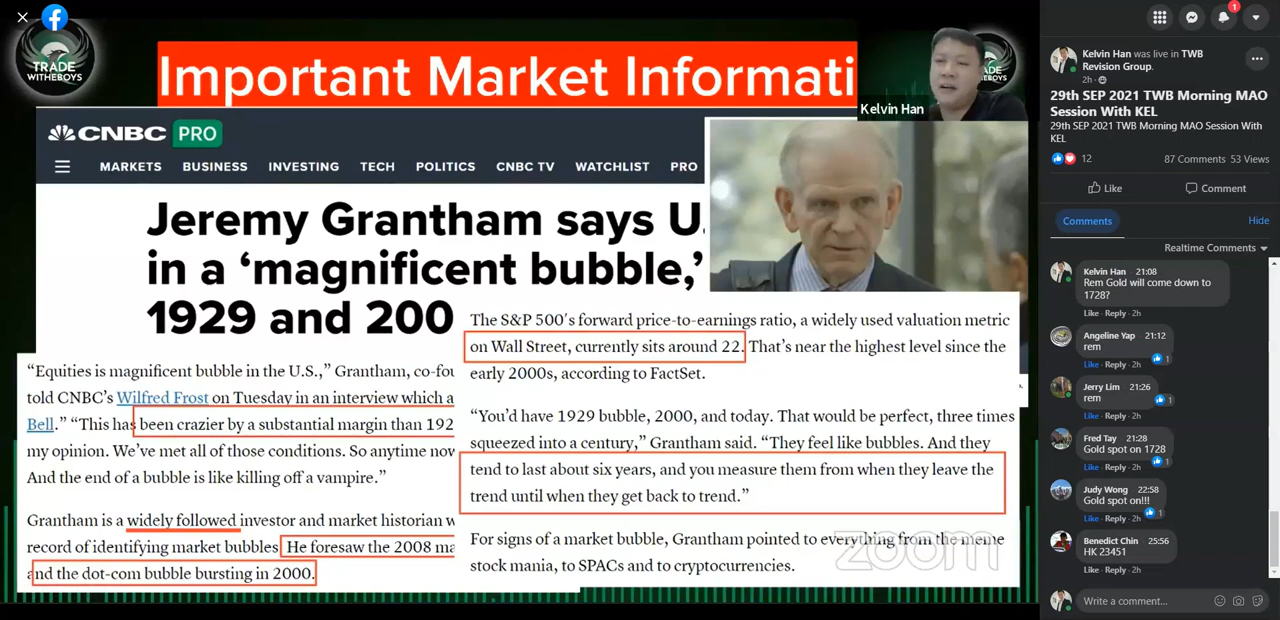 TRADE
WITHEBOYS
Important Market Informati
Kelvin Han
CNBC PRO
MARKETS BUSINESS INVESTING TECH POLITICS CNBC TV WATCHLIST PRO
Jeremy Grantham says U.
in a ‘magnificent bubble,’
1929 and 200
“Equities is magnificent bubble in the U.S.,” Grantham, co-fou
told CNBC’s Wilfred Frost on Tuesday in an interview which a
Bell.” “This has been crazier by a substantial margin than 192
my opinion. We’ve met all of those conditions. So anytime now
And the end of a bubble is like killing off a vampire.”
Grantham is a widely followed investor and market historian w
record of identifying market bubbles. He foresaw the 2008 ma
and the dot-com bubble bursting in 2000.
The S&P 500’s forward price-to-earnings ratio, a widely used valuation metric
on Wall Street, currently sits around 22. That’s near the highest level since the
early 2000s, according to FactSet.
“You’d have 1929 bubble, 2000, and today. That would be perfect, three times
squeezed into a century,” Grantham said. “They feel like bubbles. And they
tend to last about six years, and you measure them from when they leave the
trend until when they get back to trend.”
For signs of a market bubble, Grantham pointed to everything from the meme
stock mania, to SPACs and to cryptocurrencies.
zoom
1
Kelvin Han was live in TWB
Revision Group.
2h
29th SEP 2021 TWB Morning MAO
Session With KEL
29th SEP 2021 TWB Morning MAO Session With
KEL
12 87 Comments 53 Views
Like Comment
Comments Hide
Realtime Comments
Kelvin Han 21:08
Rem Gold will come down to
1728?
Like · Reply · 2h
Angeline Yap 21:12
rem
1
Like · Reply · 2h
Jerry Lim 21:26
rem
1
Like · Reply · 2h
Fred Tay 21:28
Gold spot on 1728
1
Like · Reply · 2h
Judy Wong 22:58
Gold spot on!!!
1
Like · Reply · 2h
Benedict Chin 25:56
HK 23451
Like · Reply · 2h
Write a comment...